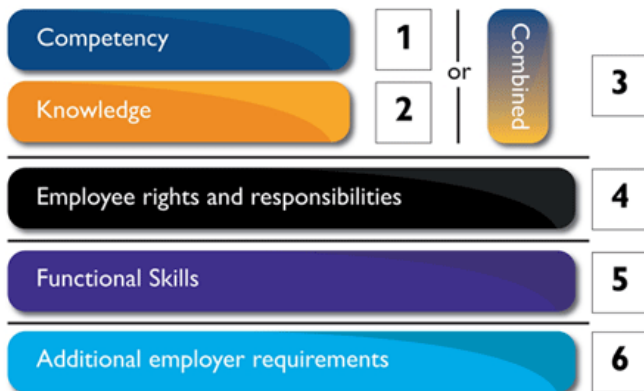 Competency 1
or
Combined
3
Knowledge 2
Employee rights and responsibilities 4
Functional Skills 5
Additional employer requirements 6